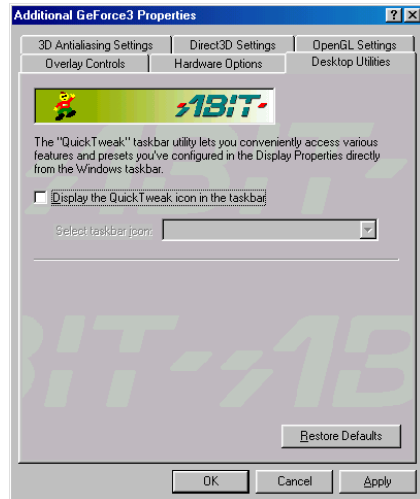 Additional GeForce3 Properties
3D Antialiasing Settings
Direct3D Settings
OpenGL Settings
Overlay Controls
Hardware Options
Desktop Utilities
ABIT
The "QuickTweak" taskbar utility lets you conveniently access various
features and presets you've configured in the Display Properties directly
from the Windows taskbar.
Display the QuickTweak icon in the taskbar
Select taskbar icon:
Restore Defaults
OK
Cancel
Apply